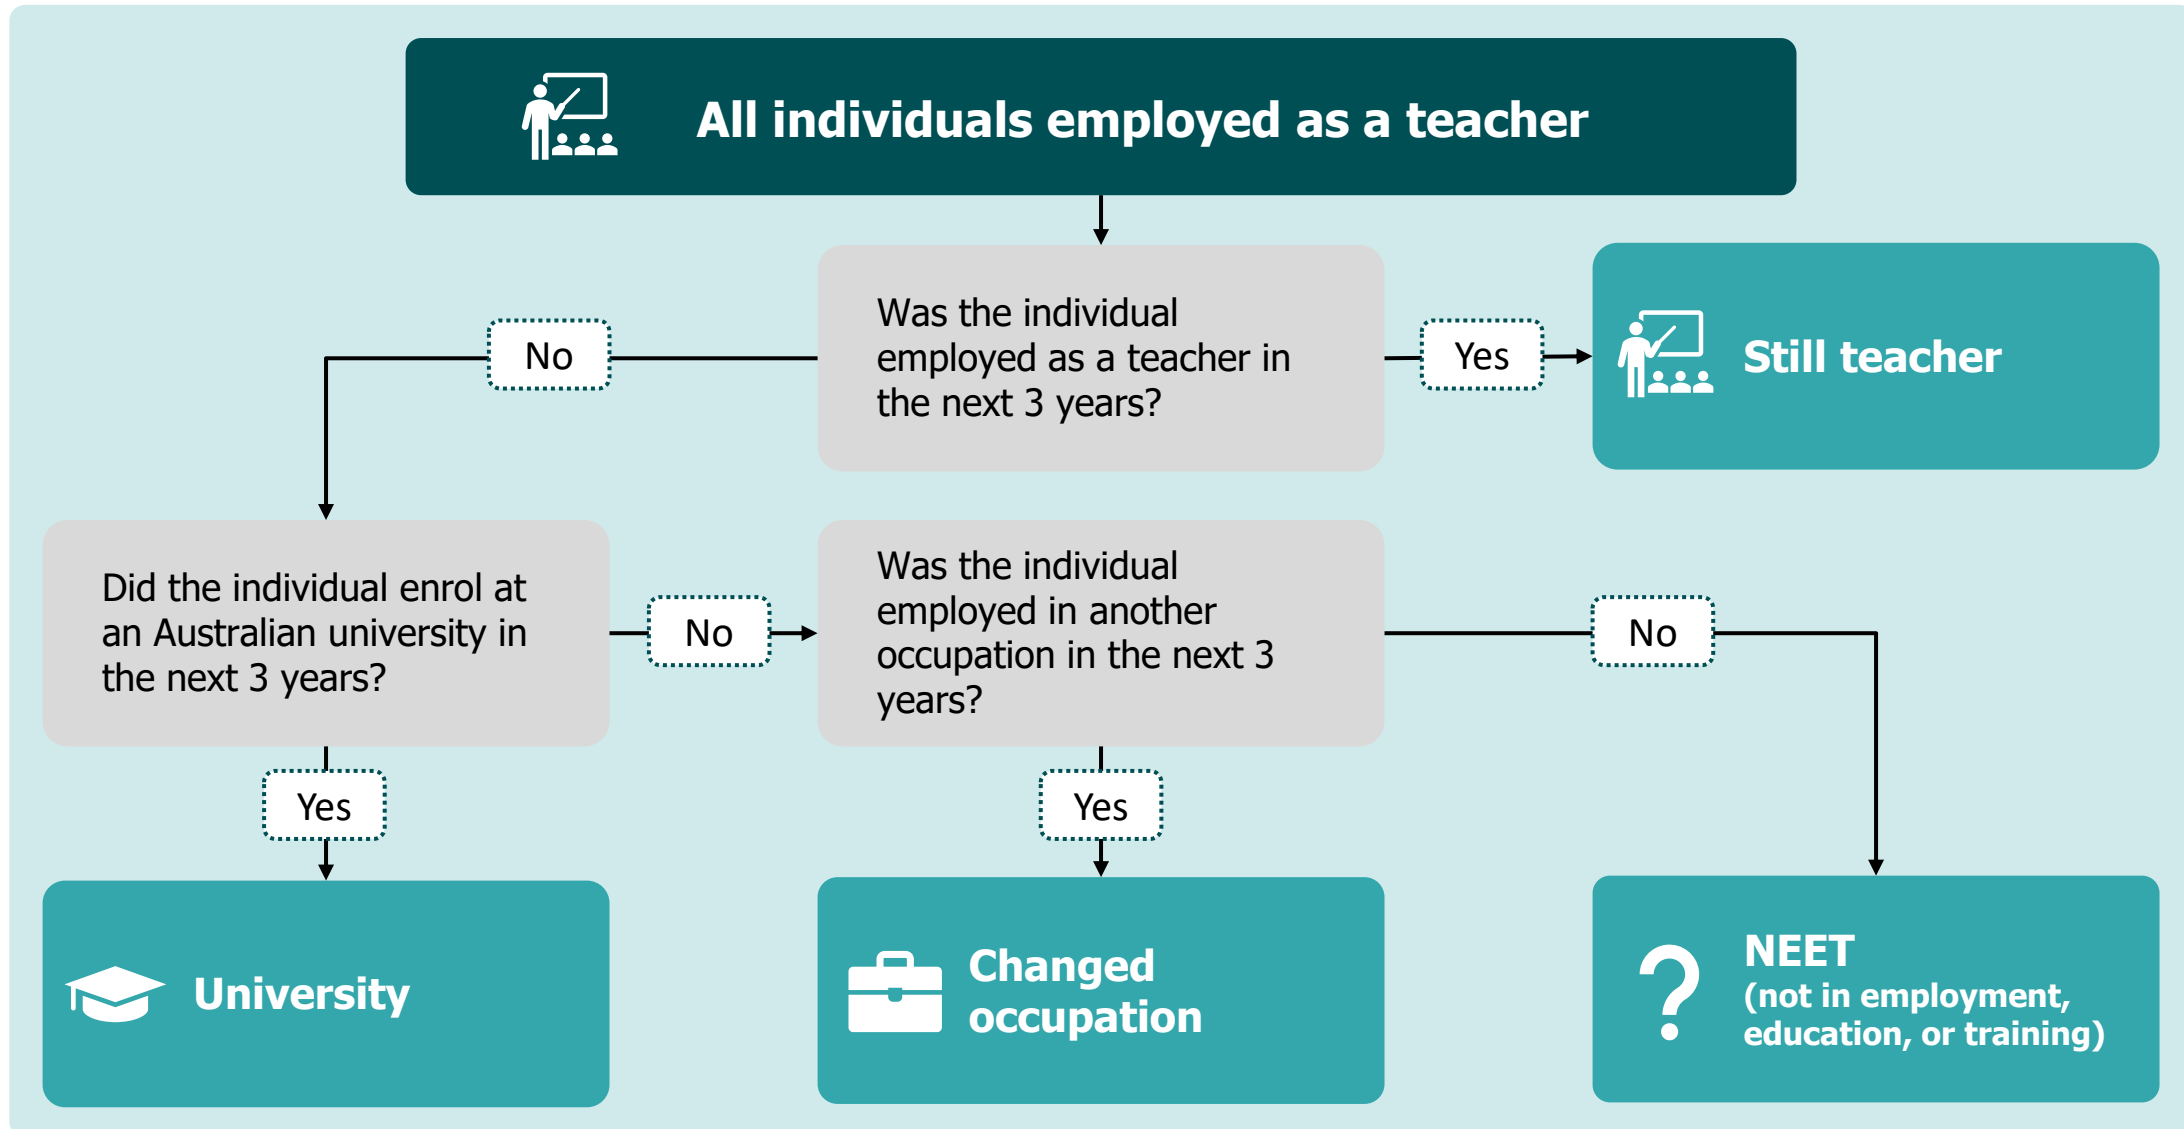 All individuals employed as a teacher
Was the individual
employed as a teacher in
the next 3 years?
No
Yes
Still teacher
Did the individual enrol at
an Australian university in
the next 3 years?
No
Was the individual
employed in another
occupation in the next 3
years?
No
Yes
Yes
University
Changed
occupation
NEET
(not in employment,
education, or training)